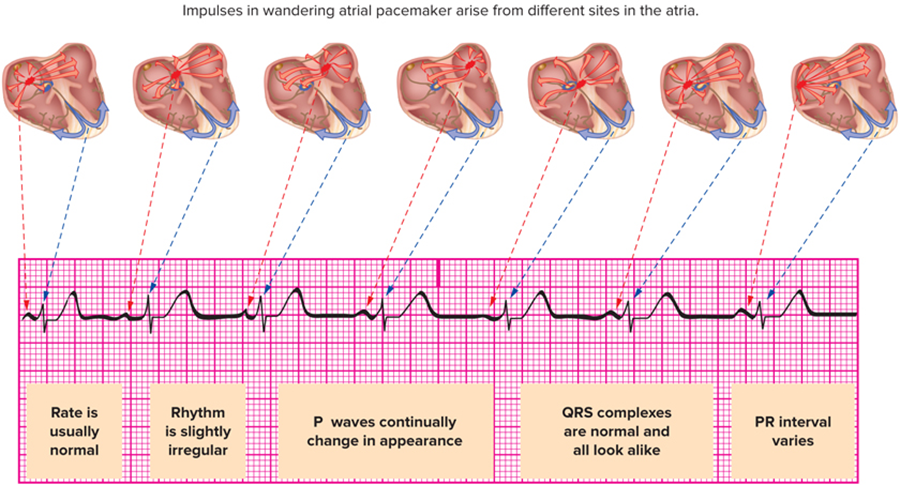 Impulses in wandering atrial pacemaker arise from different sites in the atria.
Rate is
usually
normal
Rhythm
is slightly
irregular
P waves continually
change in appearance
QRS complexes
are normal and
all look alike
PR interval
varies